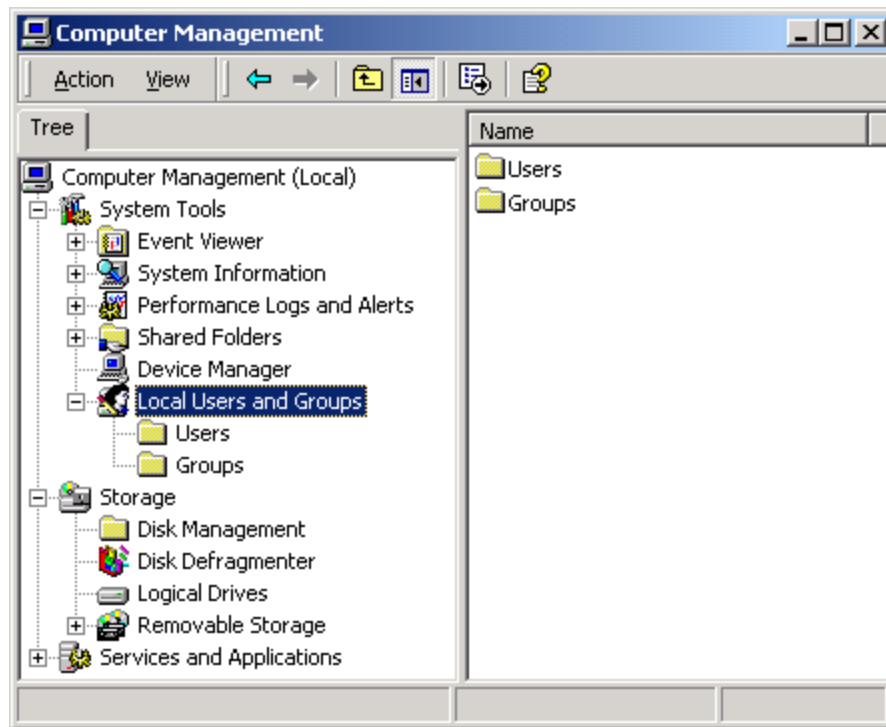 Computer Management
Action View
Tree
Name
Computer Management (Local)
System Tools
Event Viewer
System Information
Performance Logs and Alerts
Shared Folders
Device Manager
Local Users and Groups
Users
Groups
Storage
Disk Management
Disk Defragmenter
Logical Drives
Removable Storage
Services and Applications
Users
Groups